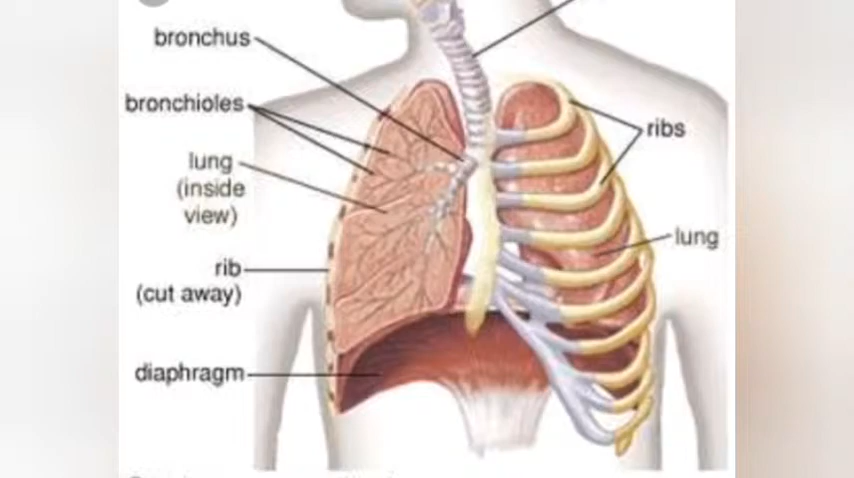 bronchus
bronchioles
ribs
lung
(inside
view)
lung
rib
(cut away)
diaphragm